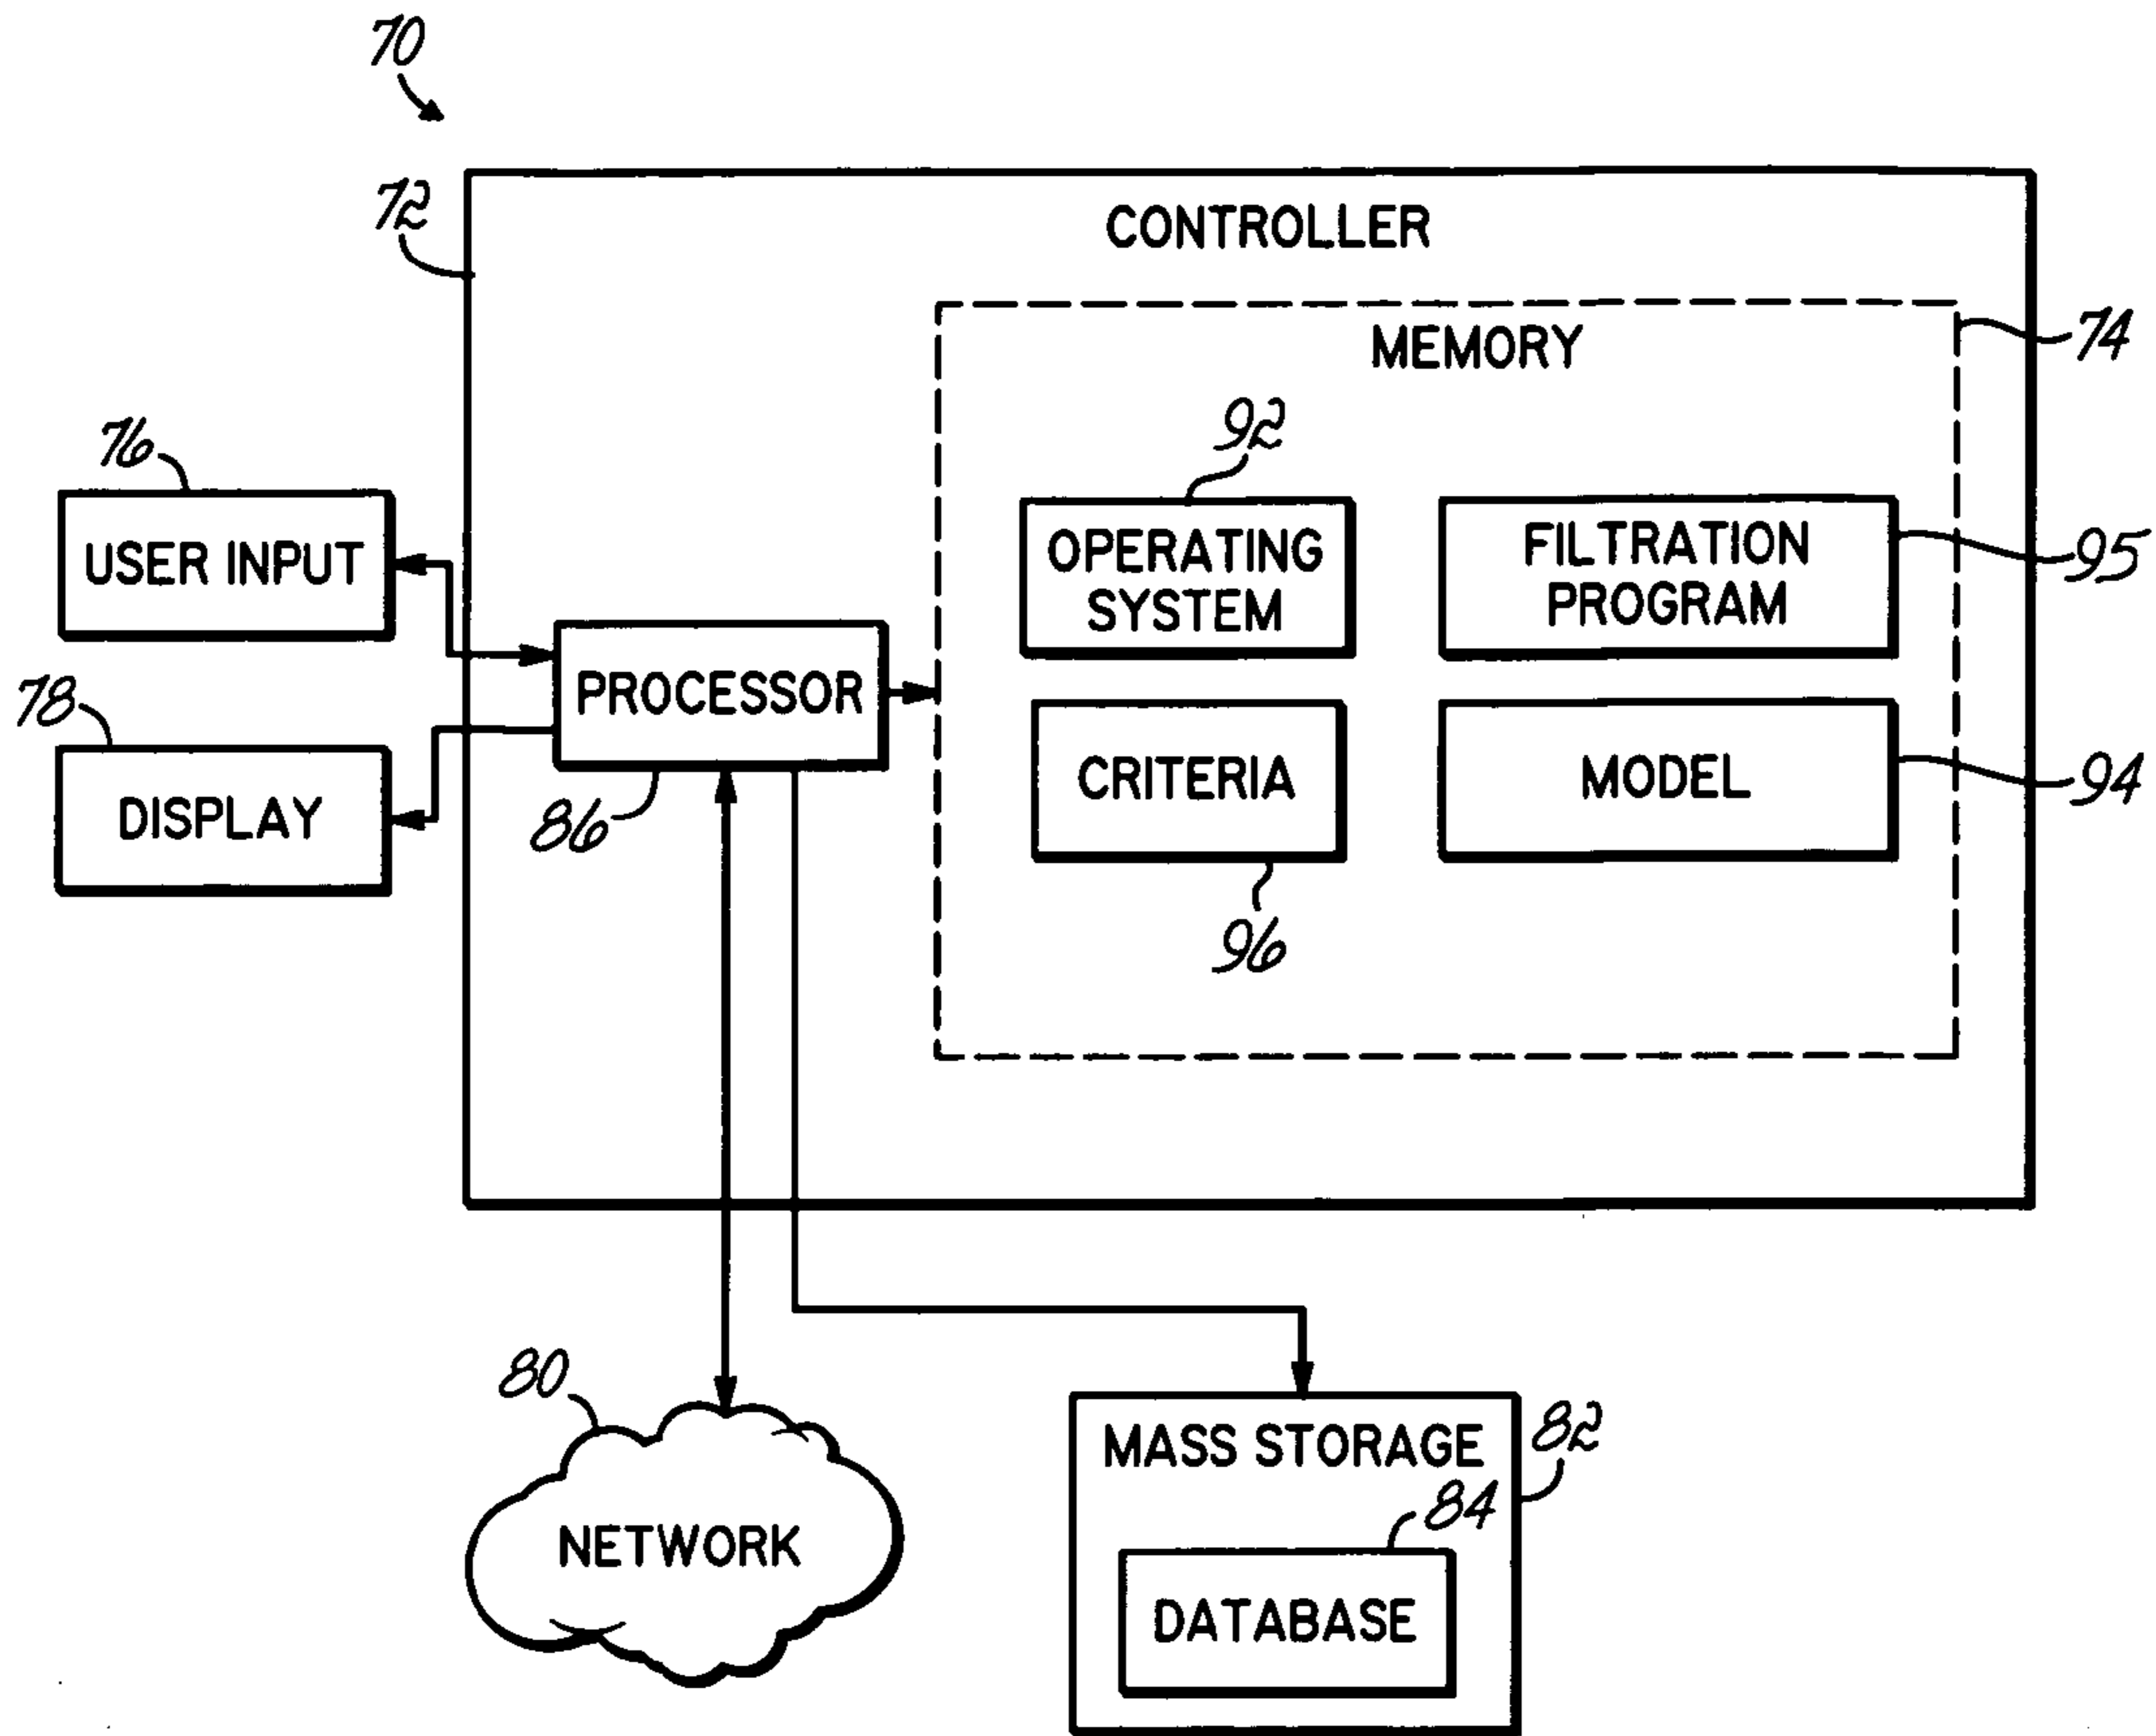 70
72
CONTROLLER
MEMORY
74
92
76
USER INPUT
OPERATING
SYSTEM
FILTRATION
PROGRAM
95
PROCESSOR
78
DISPLAY
86
CRITERIA
MODEL
94
96
80
NETWORK
MASS STORAGE
82
84
DATABASE